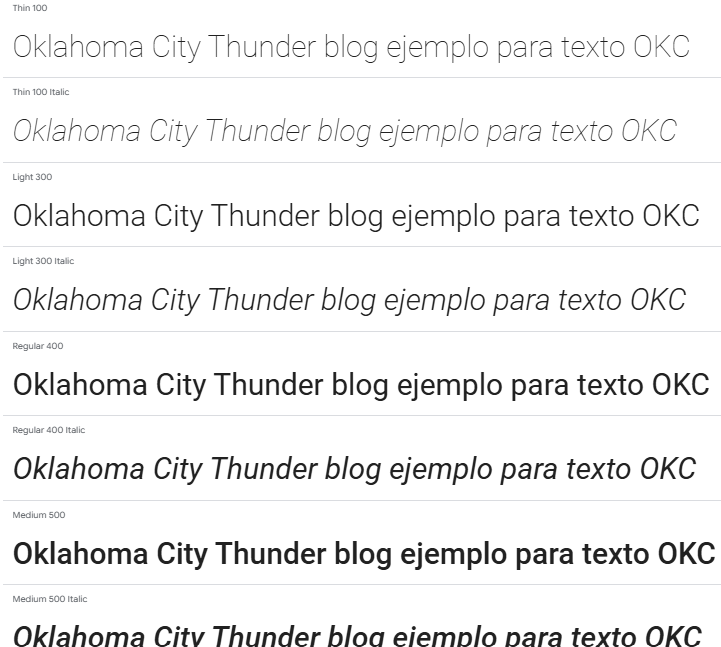 Thin 100
Oklahoma City Thunder blog ejemplo para texto OKC
Thin 100 Italic
Oklahoma City Thunder blog ejemplo para texto OKC
Light 300
Oklahoma City Thunder blog ejemplo para texto OKC
Light 300 Italic
Oklahoma City Thunder blog ejemplo para texto OKC
Regular 400
Oklahoma City Thunder blog ejemplo para texto OKC
Regular 400 Italic
Oklahoma City Thunder blog ejemplo para texto OKC
Medium 500
Oklahoma City Thunder blog ejemplo para texto OKC
Medium 500 Italic
Oklahoma City Thunder blog ejemplo para texto OKC